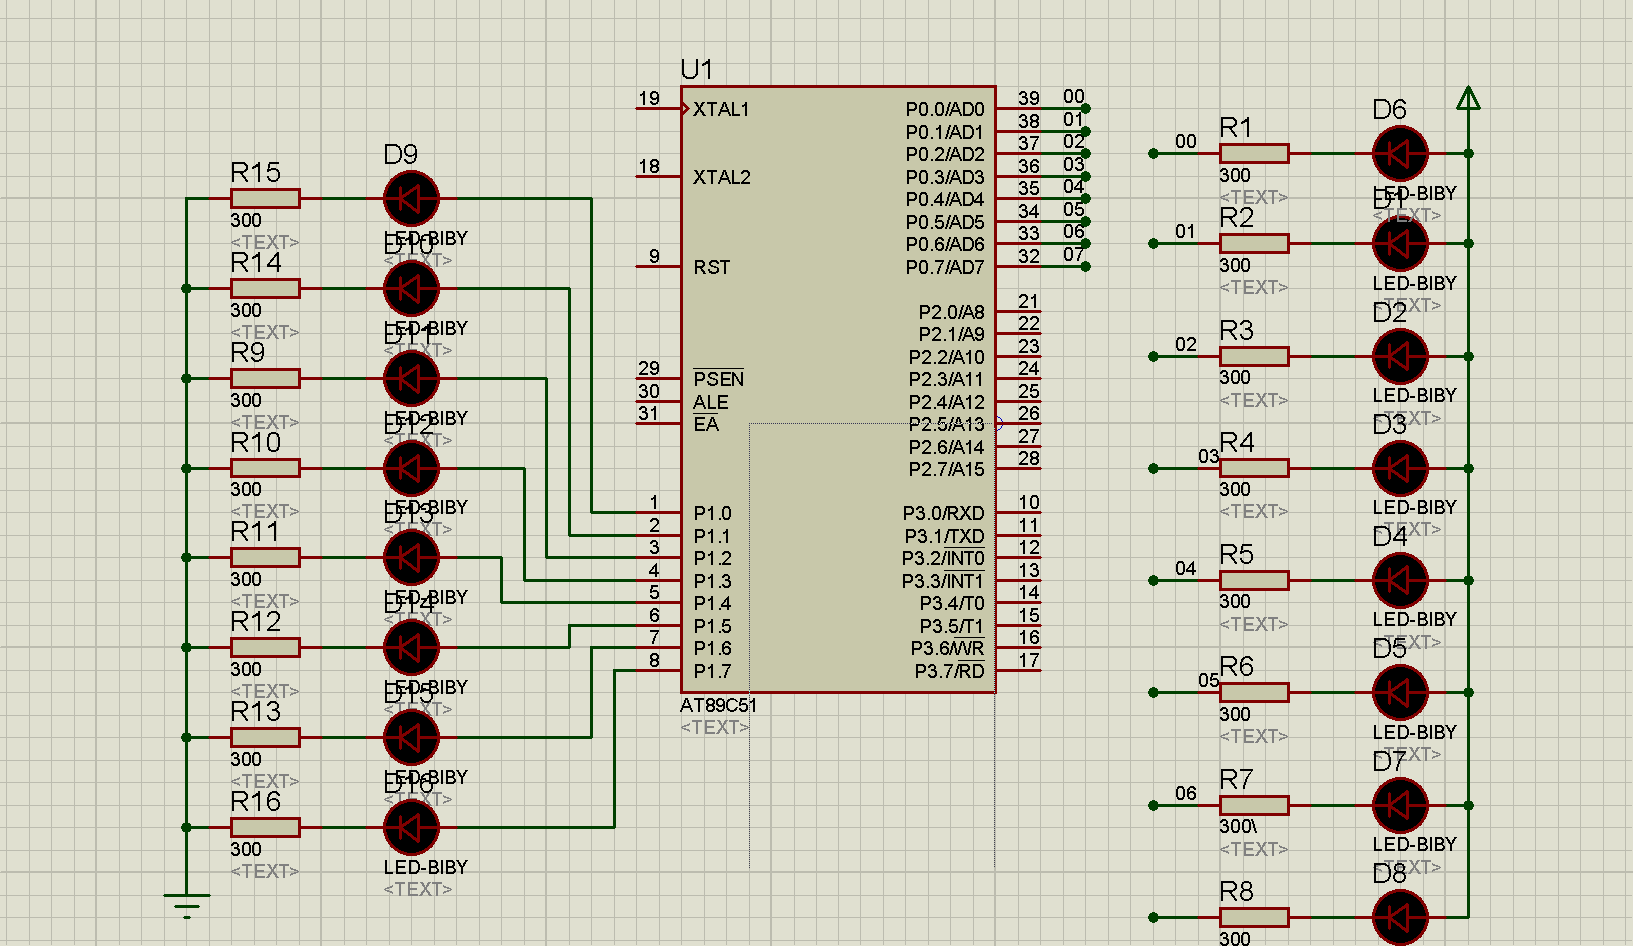 U1
19
XTAL1
18
XTAL2
9
RST
29
PSEN
30
ALE
31
EA
1
P1.0
2
P1.1
3
P1.2
4
P1.3
5
P1.4
6
P1.5
7
P1.6
8
P1.7
P0.0/AD0
39
00
P0.1/AD1
38
01
P0.2/AD2
37
02
P0.3/AD3
36
03
P0.4/AD4
35
04
P0.5/AD5
34
05
P0.6/AD6
33
06
P0.7/AD7
32
07
P2.0/A8
21
P2.1/A9
22
P2.2/A10
23
P2.3/A11
24
P2.4/A12
25
P2.5/A13
26
P2.6/A14
27
P2.7/A15
28
P3.0/RXD
10
P3.1/TXD
11
P3.2/INT0
12
P3.3/INT1
13
P3.4/T0
14
P3.5/T1
15
P3.6/WR
16
P3.7/RD
17
AT89C51
<TEXT>
R15
300
<TEXT>
D9
LED-BIBY
<TEXT>
R14
300
<TEXT>
D10
LED-BIBY
<TEXT>
R9
300
<TEXT>
D11
LED-BIBY
<TEXT>
R10
300
<TEXT>
D12
LED-BIBY
<TEXT>
R11
300
<TEXT>
D13
LED-BIBY
<TEXT>
R12
300
<TEXT>
D14
LED-BIBY
<TEXT>
R13
300
<TEXT>
D15
LED-BIBY
<TEXT>
R16
300
<TEXT>
D16
LED-BIBY
<TEXT>
00
R1
300
<TEXT>
D6
LED-BIBY
<TEXT>
01
R2
300
<TEXT>
D1
LED-BIBY
<TEXT>
02
R3
300
<TEXT>
D2
LED-BIBY
<TEXT>
03
R4
300
<TEXT>
D3
LED-BIBY
<TEXT>
04
R5
300
<TEXT>
D4
LED-BIBY
<TEXT>
05
R6
300
<TEXT>
D5
LED-BIBY
<TEXT>
06
R7
300\
<TEXT>
D7
LED-BIBY
<TEXT>
R8
300
D8